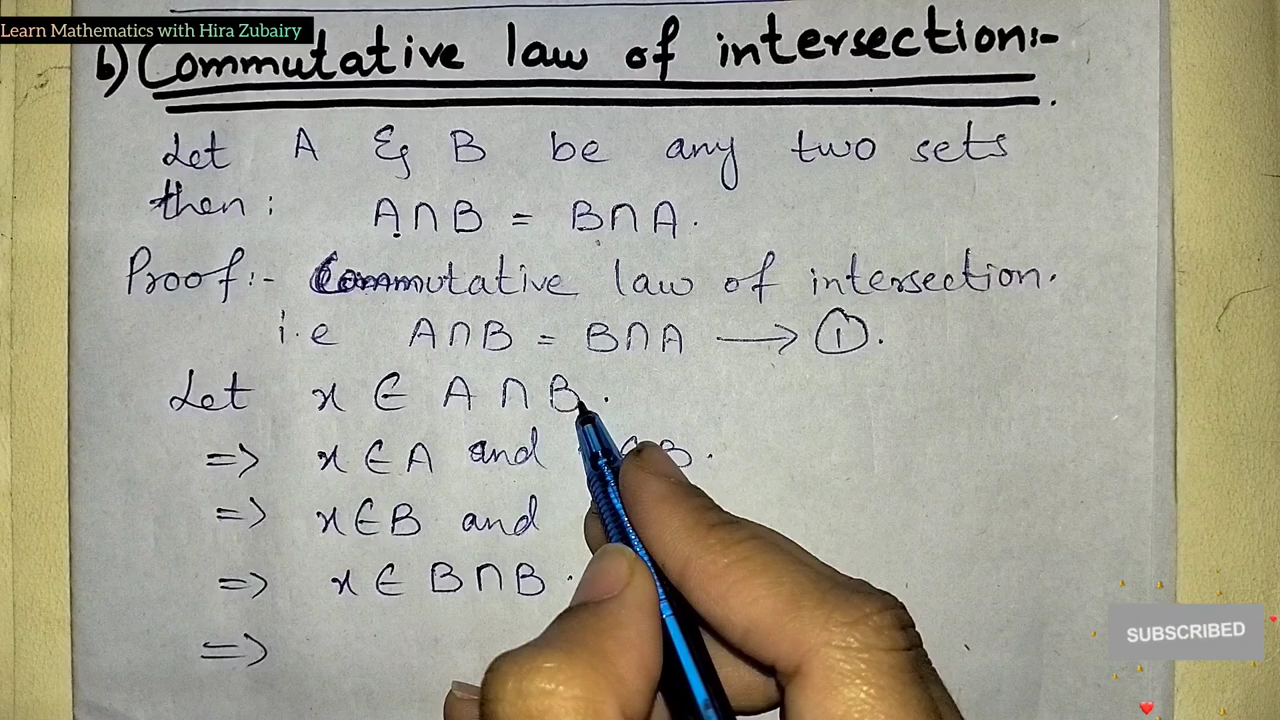 Learn Mathematics with Hira Zubairy
b) Commutative law of intersection:-
Let A & B be any two sets
then: A∩B = B∩A.
Proof:- Commutative law of intersection.
i.e A∩B = B∩A → ①.
Let x ∈ A ∩ B.
=> x ∈ A and ∈ B.
=> x ∈ B and
=> x ∈ B∩B.
=>
SUBSCRIBED